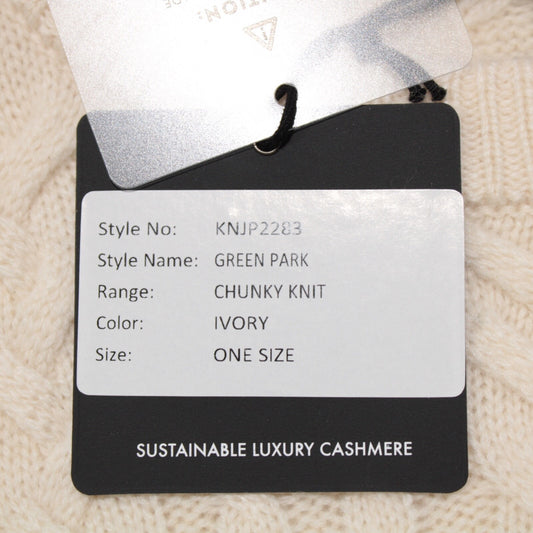 Style No: KNJP2283
Style Name: GREEN PARK
Range: CHUNKY KNIT
Color: IVORY
Size: ONE SIZE
SUSTAINABLE LUXURY CASHMERE